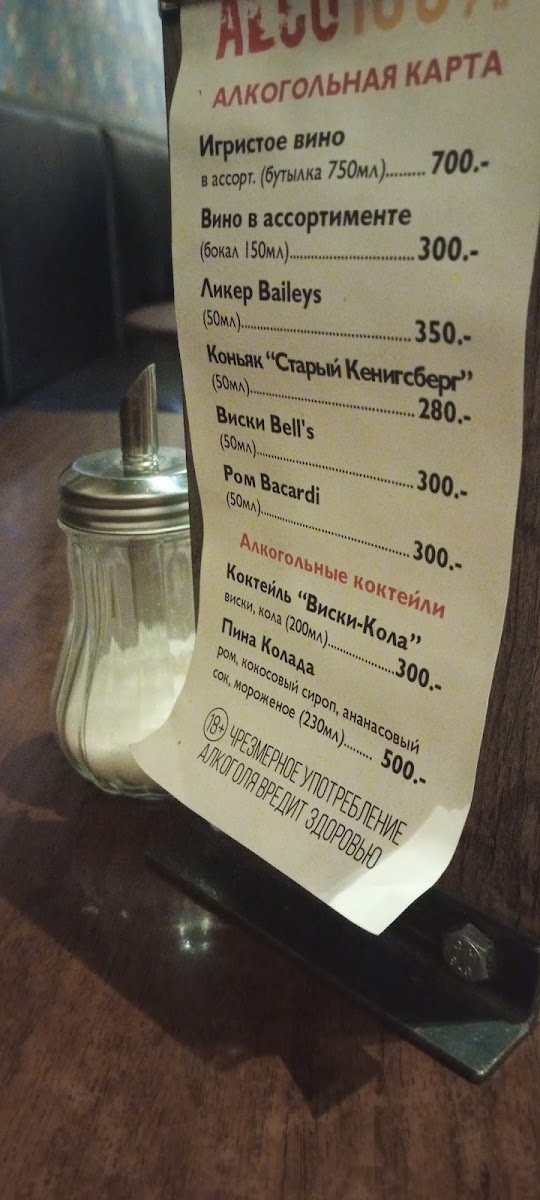 АЛКОГОЛЬНАЯ КАРТА
Игристое вино
в ассорт. (бутылка 750мл)......... 700.-
Вино в ассортименте
(бокал 150мл)............................... 300.-
Ликер Baileys
(50мл)........................................... 350.-
Коньяк “Старый Кенигсберг”
(50мл)......................................... 280.-
Виски Bell's
(50мл)........................................ 300.-
Ром Bacardi
(50мл)..................................... 300.-
Алкогольные коктейли
Коктейль “Виски-Кола”
виски, кола (200мл)..................300.-
Пина Колада
ром, кокосовый сироп, ананасовый
сок, мороженое (230мл)......... 500.-
18+ ЧРЕЗМЕРНОЕ УПОТРЕБЛЕНИЕ
АЛКОГОЛЯ ВРЕДИТ ЗДОРОВЬЮ